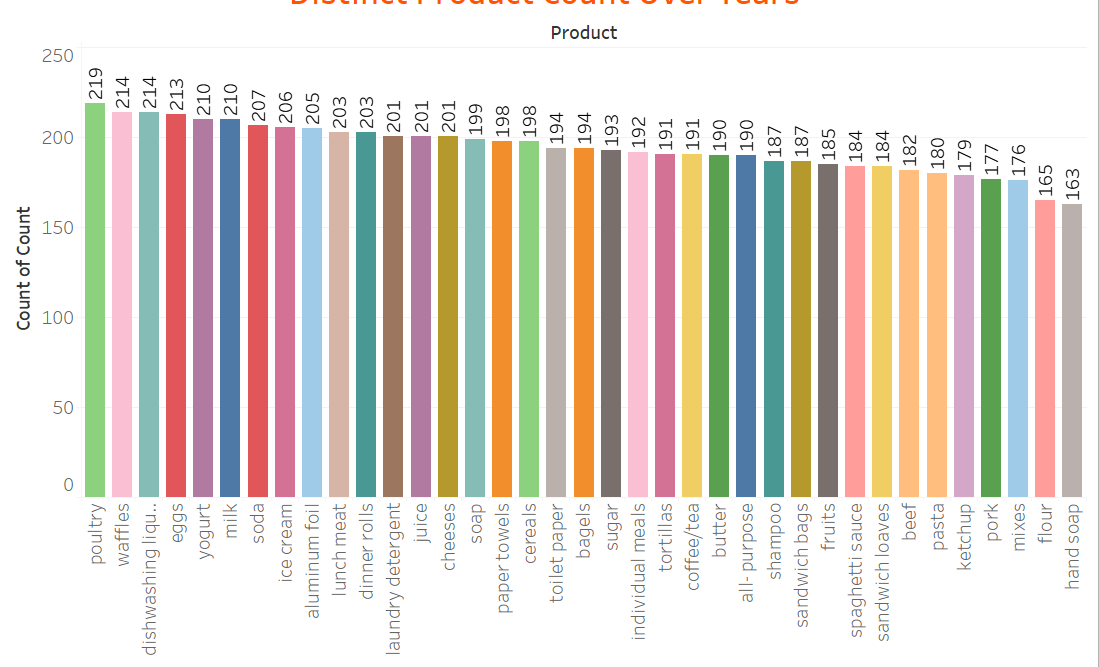 Distinct Product Count Over Years
Product
Count of Count
250
200
150
100
50
0
219 214 214 213 210 210 207 206 205 203 203 201 201 201 199 198 198 194 194 193 192 191 191 190 190 187 187 185 184 184 182 180 179 177 176 165 163
poultry
waffles
dishwashing liqu..
eggs
yogurt
milk
soda
ice cream
aluminum foil
lunch meat
dinner rolls
laundry detergent
juice
cheeses
soap
paper towels
cereals
toilet paper
bagels
sugar
individual meals
tortillas
coffee/tea
butter
all- purpose
shampoo
sandwich bags
fruits
spaghetti sauce
sandwich loaves
beef
pasta
ketchup
pork
mixes
flour
hand soap